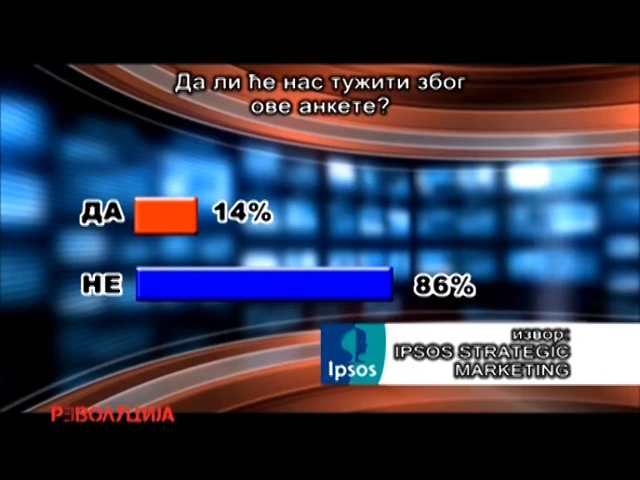 Да ли ће нас тужити због
ове анкете?
ДА 14%
НЕ 86%
извор:
Ipsos IPSOS STRATEGIC
MARKETING
РЕВОЛУЦИЈА